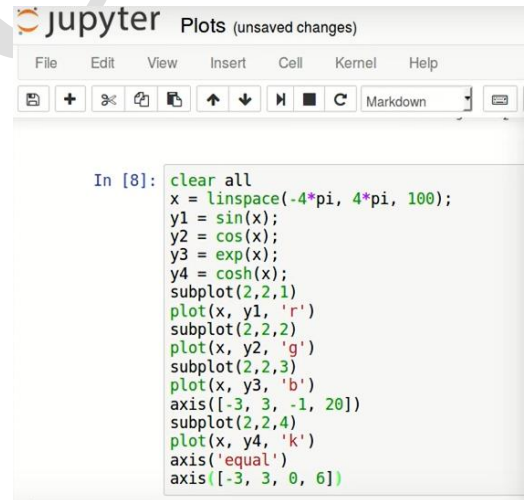 jupyter Plots (unsaved changes)
File Edit View Insert Cell Kernel Help
Markdown
In [8]: clear all
x = linspace(-4*pi, 4*pi, 100);
y1 = sin(x);
y2 = cos(x);
y3 = exp(x);
y4 = cosh(x);
subplot(2,2,1)
plot(x, y1, 'r')
subplot(2,2,2)
plot(x, y2, 'g')
subplot(2,2,3)
plot(x, y3, 'b')
axis([-3, 3, -1, 20])
subplot(2,2,4)
plot(x, y4, 'k')
axis('equal')
axis([-3, 3, 0, 6])